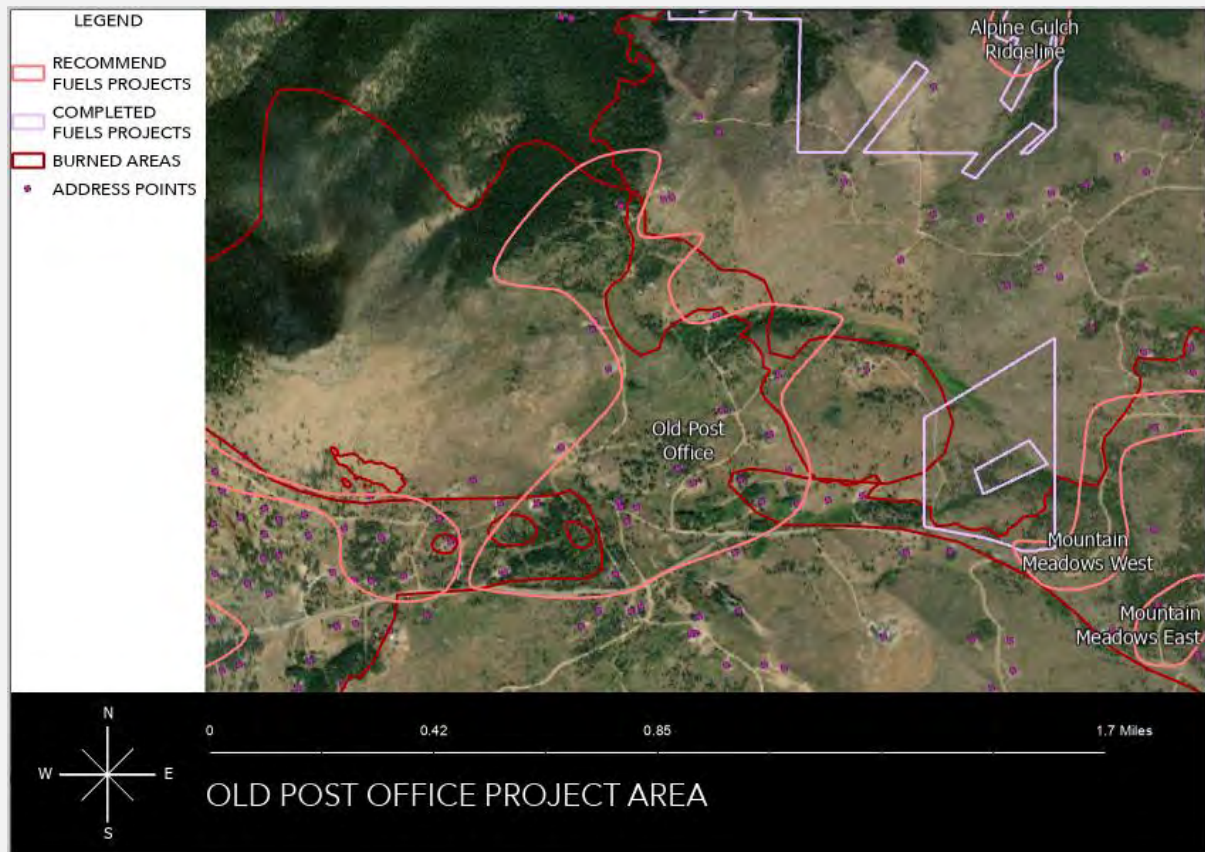 LEGEND
RECOMMEND
FUELS PROJECTS
COMPLETED
FUELS PROJECTS
BURNED AREAS
ADDRESS POINTS
Alpine Gulch
Ridgeline
Old Post
Office
Mountain
Meadows West
Mountain
Meadows East
N
W
E
S
0
0.42
0.85
1.7 Miles
OLD POST OFFICE PROJECT AREA